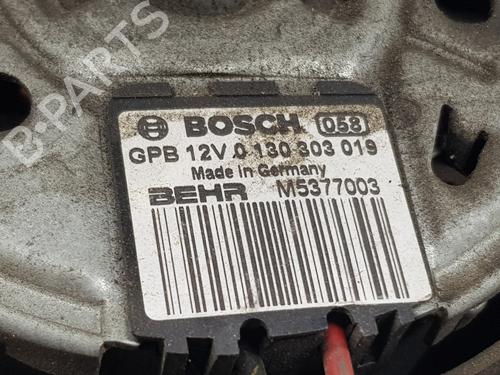 B-PARTS
BOSCH 058
GPB 12V 0 130 303 019
Made in Germany
BEHR M5377003